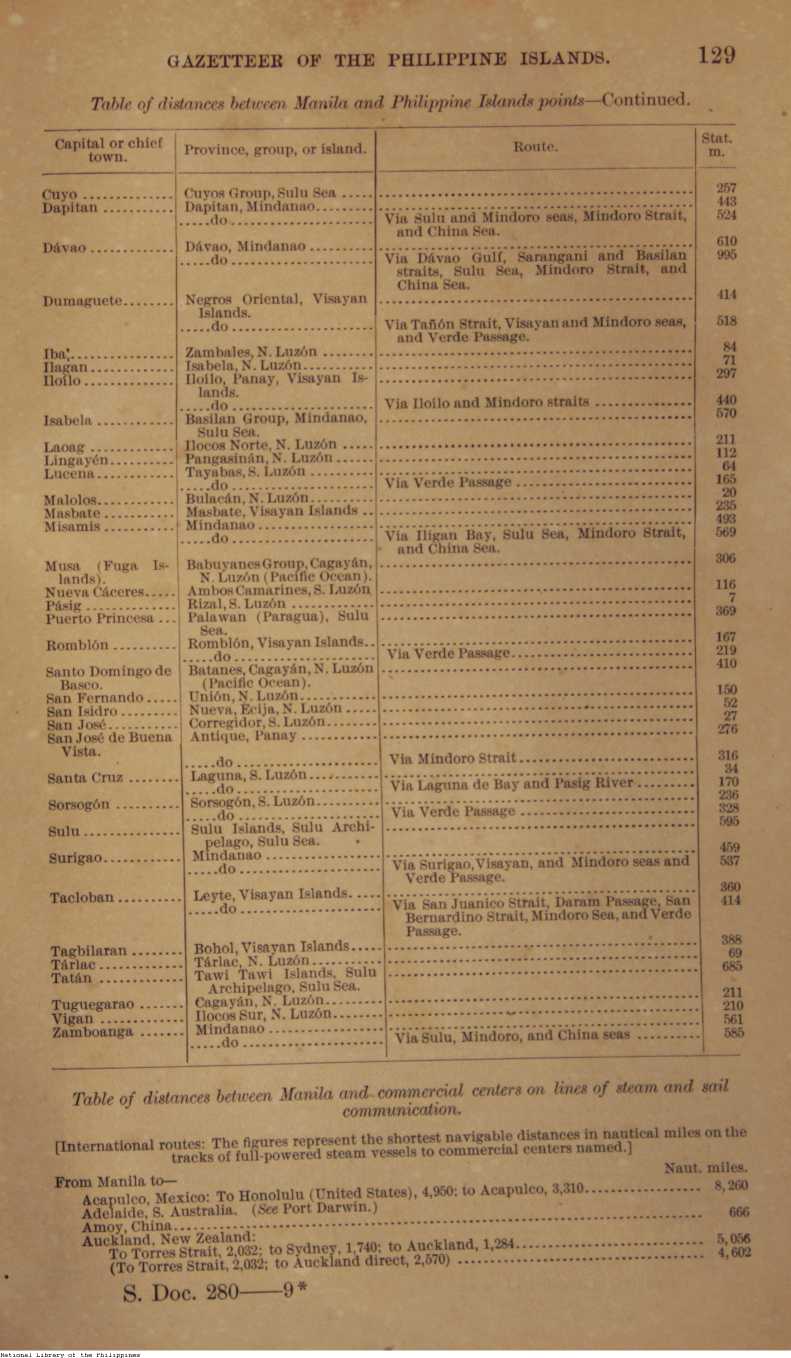 GAZETTEER OF THE PHILIPPINE ISLANDS. 129
Table of distances between Manila and Philippine Islands points—Continued.
Capital or chief town. Province, group, or island. Route. Stat. m.
Cuyo ............. Cuyos Group, Sulu Sea ..... ............ 257
Dapitan .......... Dapitan, Mindanao......... ............ 443
.....do ..................... Via Sulu and Mindoro seas, Mindoro Strait, 524
and China Sea.
Dávao ............ Dávao, Mindanao .......... ............ 610
.....do ..................... Via Dávao Gulf, Sarangani and Basilan 995
straits, Sulu Sea, Mindoro Strait, and
China Sea.
Dumaguete........ Negros Oriental, Visayan ............ 414
Islands.
.....do ..................... Via Tañón Strait, Visayan and Mindoro seas, 518
and Verde Passage.
Iba............... Zambales, N. Luzón ........ ............ 84
Ilagan ............ Isabela, N. Luzón.......... ............ 71
Iloílo ............. Iloílo, Panay, Visayan Is- ............ 297
lands.
.....do ..................... Via Iloilo and Mindoro straits .............. 440
Isabela ........... Basilan Group, Mindanao, ............ 570
Sulu Sea.
Laoag ............ Ilocos Norte, N. Luzón ..... ............ 211
Lingayén.......... Pangasinán, N. Luzón ...... ............ 112
Lucena........... Tayabas, S. Luzón ......... ............ 64
.....do ..................... Via Verde Passage ......................... 165
Malolos........... Bulacán, N. Luzón......... ............ 20
Masbate .......... Masbate, Visayan Islands .. ............ 235
Misamis .......... Mindanao ................ ............ 493
.....do ..................... Via Iligan Bay, Sulu Sea, Mindoro Strait, 569
and China Sea.
Musa (Fuga Is- Babuyanes Group, Cagayán, ............ 306
lands). N. Luzón (Pacific Ocean).
Nueva Cáceres..... Ambos Camarines, S. Luzón ............ 116
Pásig ............. Rizal, S. Luzón ............ ............ 7
Puerto Princesa ... Palawan (Paragua), Sulu ............ 369
Sea.
Romblón .......... Romblón, Visayan Islands.. ............ 167
.....do ..................... Via Verde Passage.......................... 219
Santo Domingo de Batanes, Cagayán, N. Luzón ............ 410
Basco. (Pacific Ocean).
San Fernando ..... Unión, N. Luzón........... ............ 150
San Isidro ......... Nueva, Ecija, N. Luzón .... ............ 52
San José........... Corregidor, S. Luzón....... ............ 27
San José de Buena Antique, Panay ........... ............ 276
Vista.
.....do ..................... Via Mindoro Strait......................... 316
Santa Cruz ........ Laguna, S. Luzón.......... ............ 34
.....do ..................... Via Laguna de Bay and Pasig River ......... 170
Sorsogón .......... Sorsogón, S. Luzón......... ............ 236
.....do ..................... Via Verde Passage ......................... 328
Sulu .............. Sulu Islands, Sulu Archi- ............ 595
pelago, Sulu Sea.
Surigao........... Mindanao ................ ............ 459
.....do ..................... Via Surigao, Visayan, and Mindoro seas and 537
Verde Passage.
Tacloban ......... Leyte, Visayan Islands..... ............ 360
.....do ..................... Via San Juanico Strait, Daram Passage, San 414
Bernardino Strait, Mindoro Sea, and Verde
Passage.
Tagbilaran ........ Bohol, Visayan Islands..... ............ 388
Tárlac ............ Tárlac, N. Luzón.......... ............ 69
Tatán ............ Tawi Tawi Islands, Sulu ............ 685
Archipelago, Sulu Sea.
Tuguegarao ....... Cagayán, N. Luzón........ ............ 211
Vigan ............ Ilocos Sur, N. Luzón....... ............ 210
Zamboanga ....... Mindanao ................ ............ 561
.....do ..................... Via Sulu, Mindoro, and China seas .......... 585
Table of distances between Manila and commercial centers on lines of steam and sail
communication.
[International routes: The figures represent the shortest navigable distances in nautical miles on the
tracks of full-powered steam vessels to commercial centers named.]
Naut. miles.
From Manila to—
Acapulco, Mexico: To Honolulu (United States), 4,950; to Acapulco, 3,310................. 8,260
Adelaide, S. Australia. (See Port Darwin.)
Amoy, China.................................................. 666
Auckland, New Zealand:
To Torres Strait, 2,032; to Sydney, 1,740; to Auckland, 1,284........................... 5,056
(To Torres Strait, 2,032; to Auckland direct, 2,570) ................................... 4,602
S. Doc. 280——9*
National Library of the Philippines